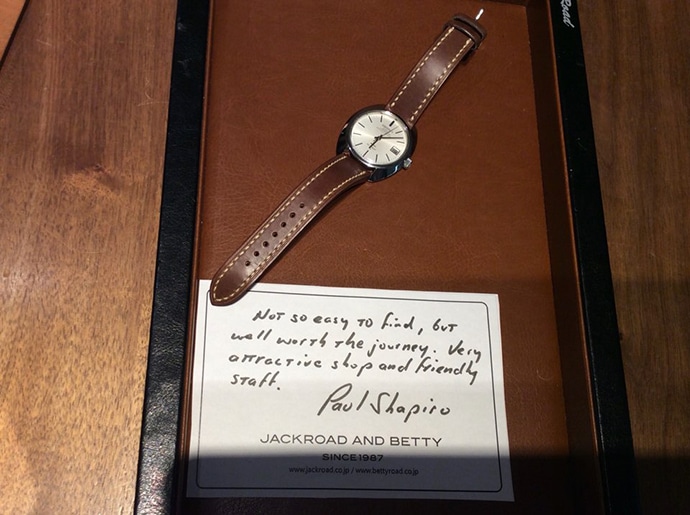 Road
Not so easy to find, but
well worth the journey. Very
attractive shop and friendly
staff.
Paul Shapiro
JACKROAD AND BETTY
SINCE1987
www.jackroad.co.jp / www.bettyroad.co.jp